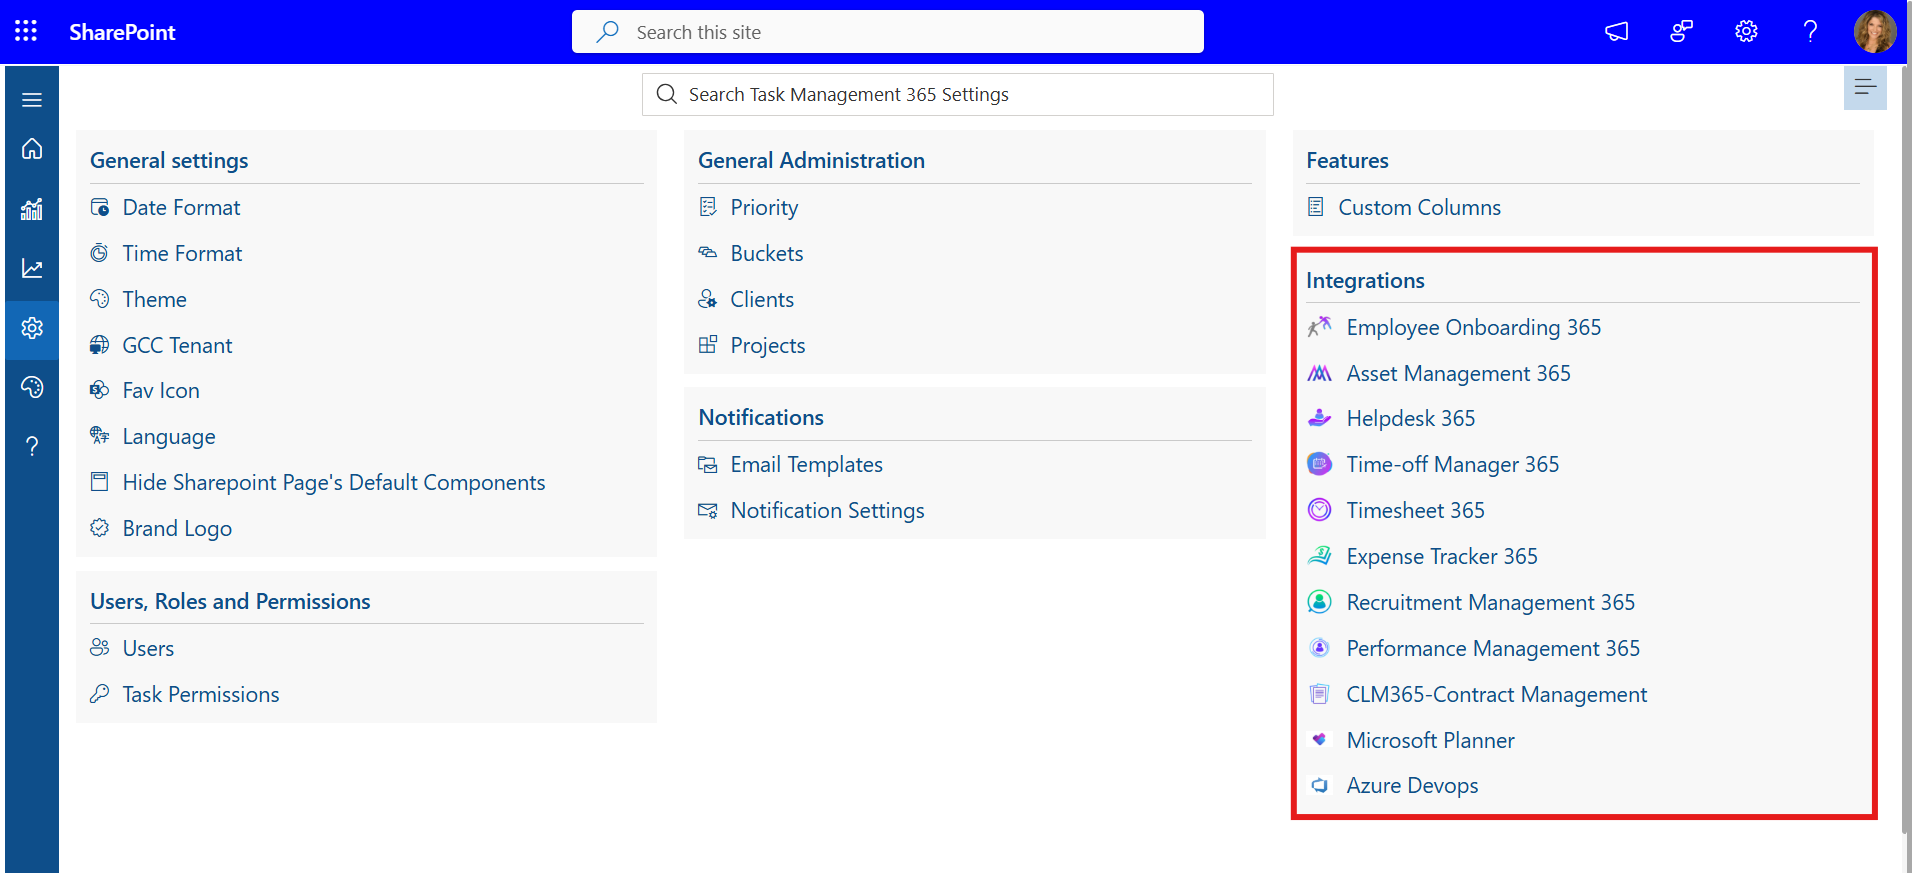 SharePoint
Search this site
Search Task Management 365 Settings
General settings
Date Format
Time Format
Theme
GCC Tenant
Fav Icon
Language
Hide Sharepoint Page's Default Components
Brand Logo
Users, Roles and Permissions
Users
Task Permissions
General Administration
Priority
Buckets
Clients
Projects
Notifications
Email Templates
Notification Settings
Features
Custom Columns
Integrations
Employee Onboarding 365
Asset Management 365
Helpdesk 365
Time-off Manager 365
Timesheet 365
Expense Tracker 365
Recruitment Management 365
Performance Management 365
CLM365-Contract Management
Microsoft Planner
Azure Devops